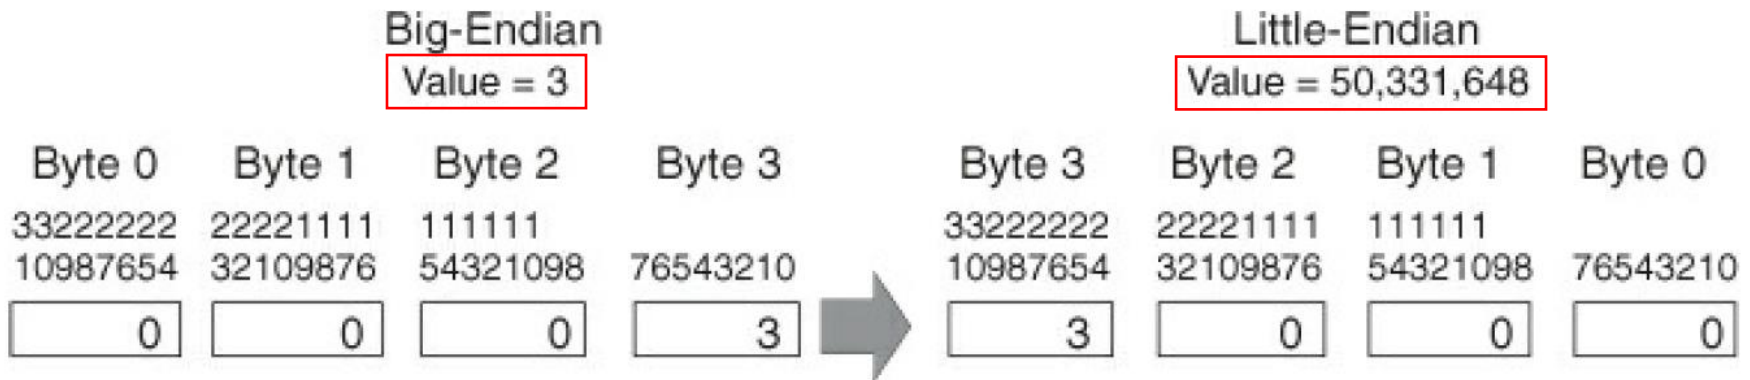 Big-Endian
Value = 3
Byte 0 Byte 1 Byte 2 Byte 3
33222222 22221111 111111
10987654 32109876 54321098 76543210
0 0 0 3
Little-Endian
Value = 50,331,648
Byte 3 Byte 2 Byte 1 Byte 0
33222222 22221111 111111
10987654 32109876 54321098 76543210
3 0 0 0